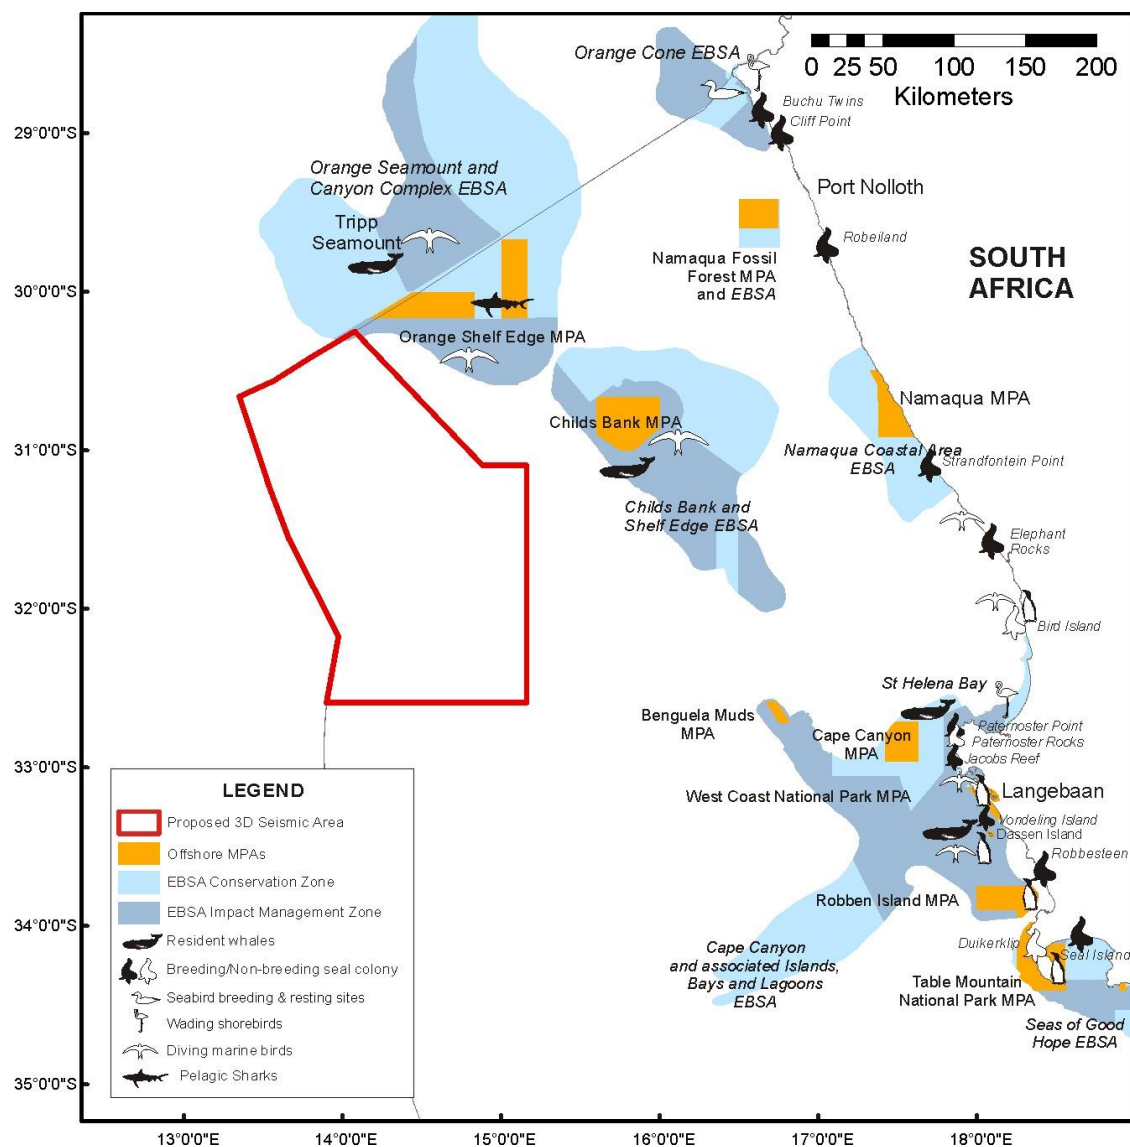 Orange Cone EBSA
0 25 50 100 150 200
Kilometers
Buchu Twins
Cliff Point
29°0'0"S
Orange Seamount and
Canyon Complex EBSA
Port Nolloth
Tripp
Seamount
Robeiland
Namaqua Fossil
Forest MPA
and EBSA
SOUTH
AFRICA
30°0'0"S
Orange Shelf Edge MPA
Namaqua MPA
Childs Bank MPA
31°0'0"S
Namaqua Coastal Area
EBSA
Strandfontein Point
Childs Bank and
Shelf Edge EBSA
Elephant
Rocks
32°0'0"S
Bird Island
St Helena Bay
Benguela Muds
MPA
Cape Canyon
MPA
Paternoster Point
Paternoster Rocks
Jacobs Reef
33°0'0"S
West Coast National Park MPA
Langebaan
Vondeling Island
Dassen Island
Robbesteen
Robben Island MPA
34°0'0"S
Duikerklip
Seal Island
Cape Canyon
and associated Islands,
Bays and Lagoons
EBSA
Table Mountain
National Park MPA
Seas of Good
Hope EBSA
35°0'0"S
LEGEND
Proposed 3D Seismic Area
Offshore MPAs
EBSA Conservation Zone
EBSA Impact Management Zone
Resident whales
Breeding/Non-breeding seal colony
Seabird breeding & resting sites
Wading shorebirds
Diving marine birds
Pelagic Sharks
13°0'0"E 14°0'0"E 15°0'0"E 16°0'0"E 17°0'0"E 18°0'0"E